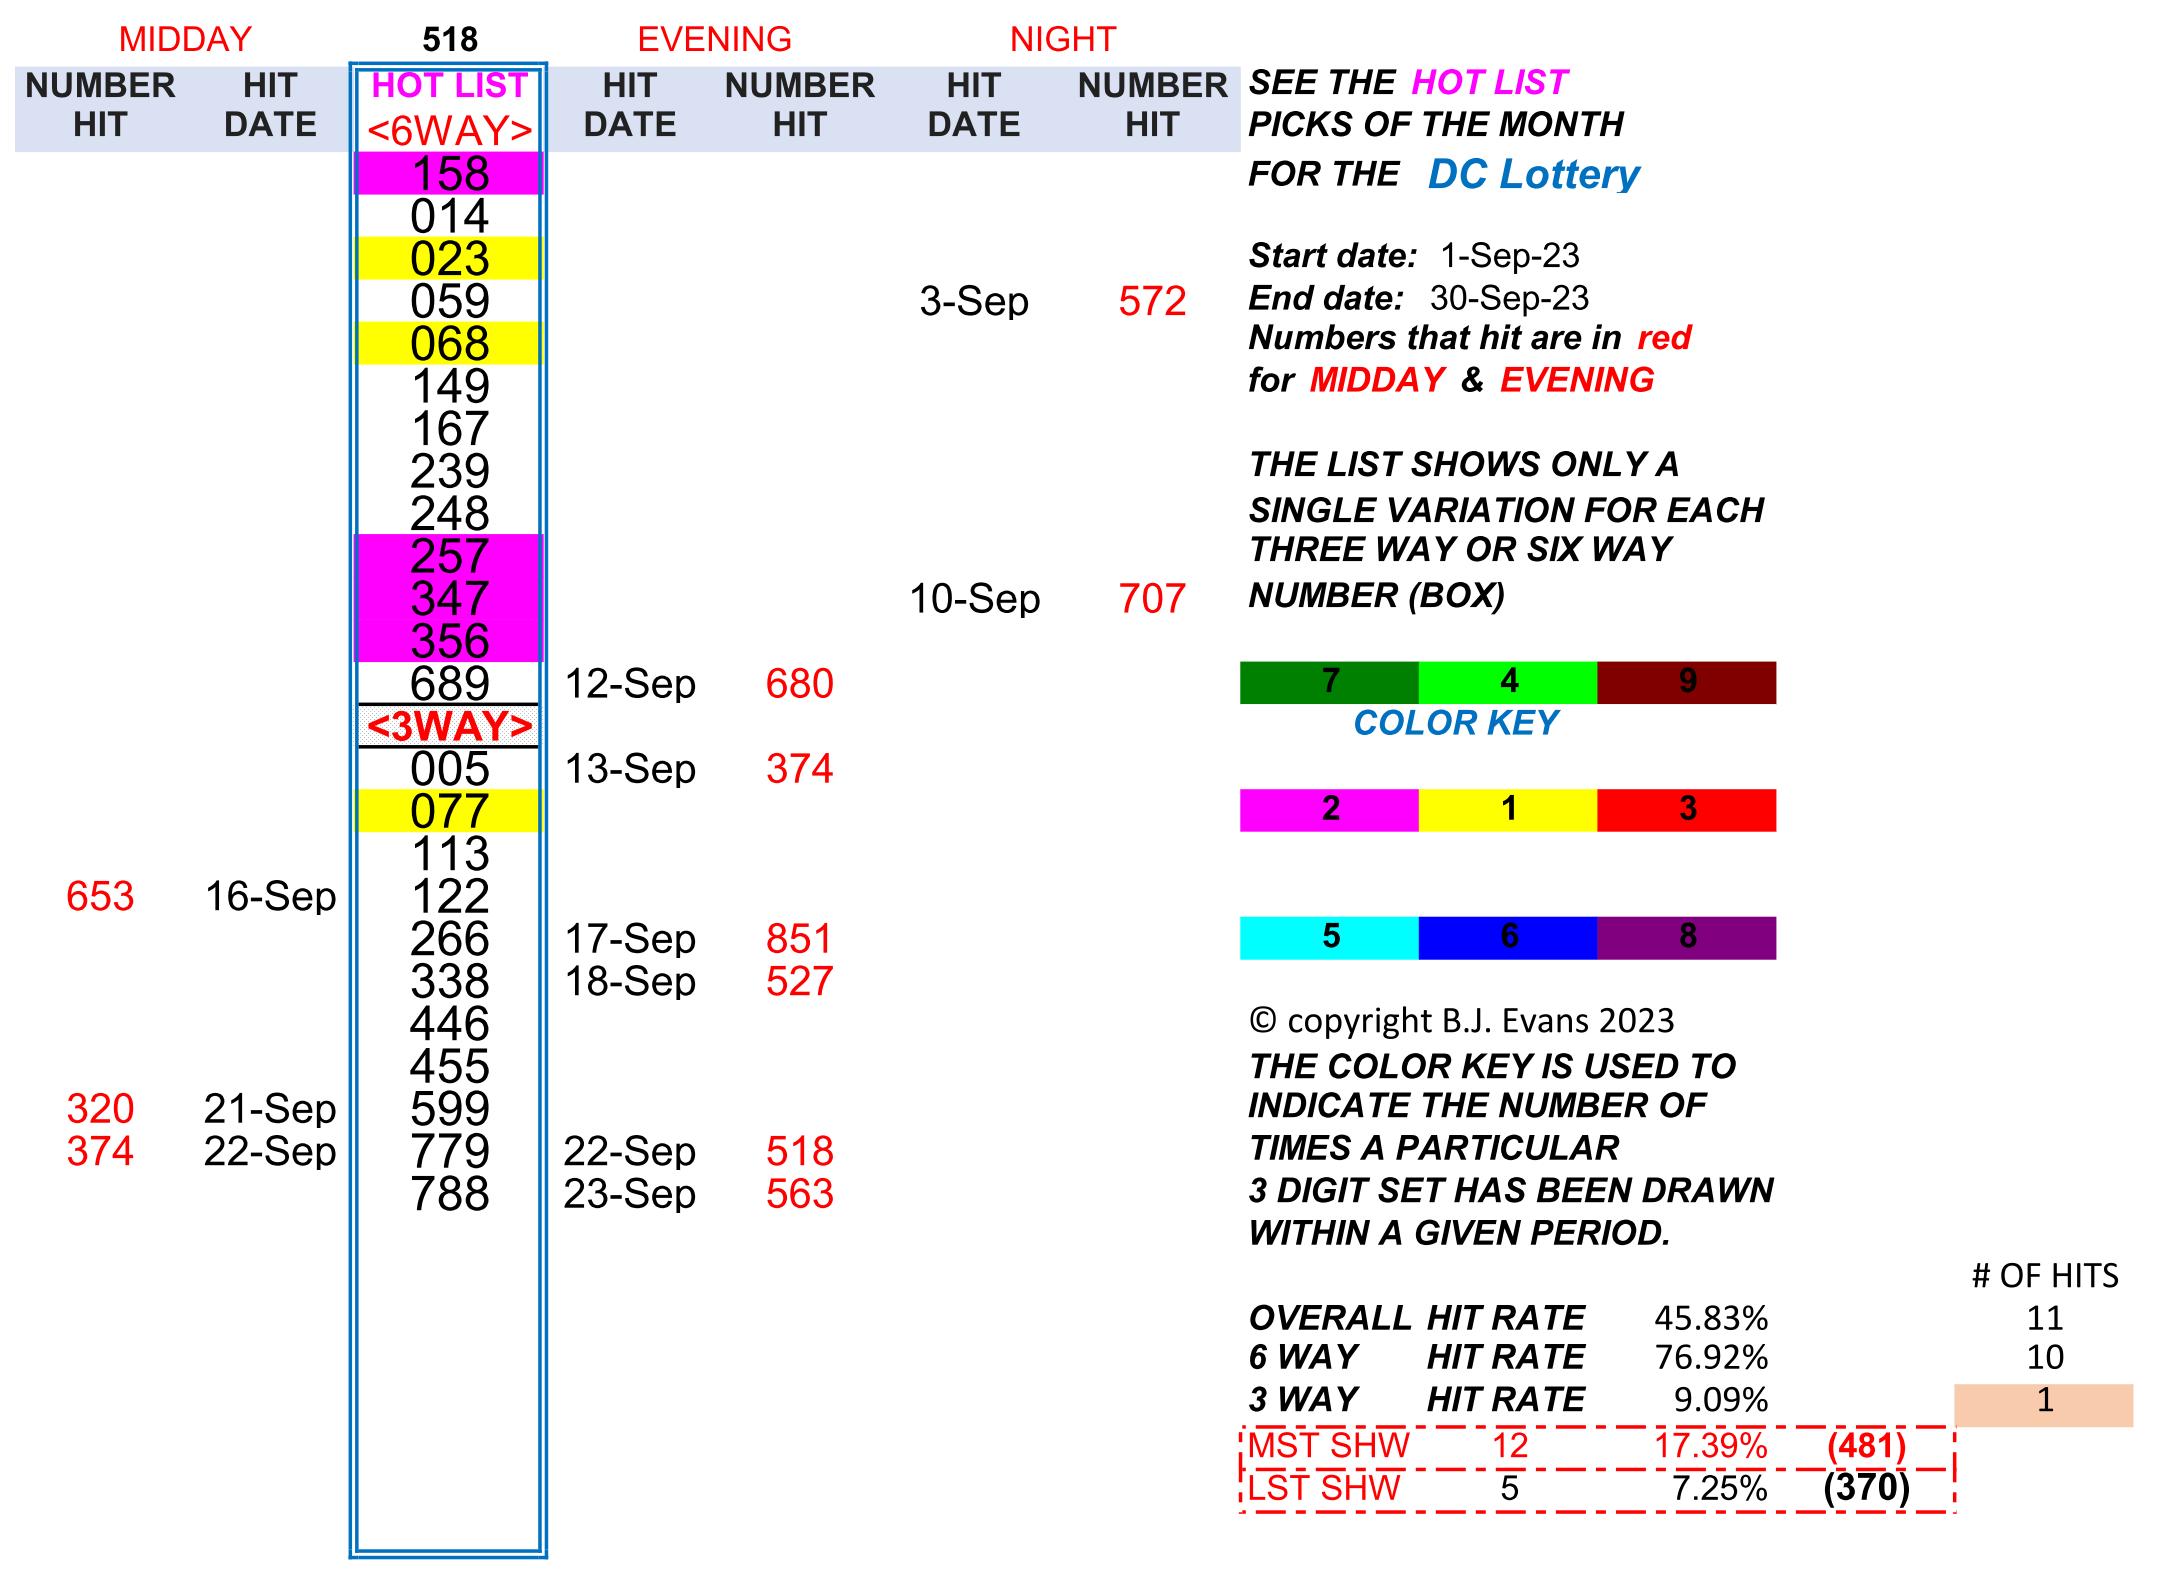 MIDDAY 518 EVENING NIGHT
NUMBER HIT HOT LIST HIT NUMBER HIT NUMBER SEE THE HOT LIST
HIT DATE <6WAY> DATE HIT DATE HIT PICKS OF THE MONTH
158 FOR THE DC Lottery
014
023 Start date: 1-Sep-23
059 3-Sep 572 End date: 30-Sep-23
068 Numbers that hit are in red
149 for MIDDAY & EVENING
167
239 THE LIST SHOWS ONLY A
248 SINGLE VARIATION FOR EACH
257 THREE WAY OR SIX WAY
347 10-Sep 707 NUMBER (BOX)
356
689 12-Sep 680 7 4 9
<3WAY> COLOR KEY
005 13-Sep 374
077 2 1 3
113
653 16-Sep 122
266 17-Sep 851 5 6 8
338 18-Sep 527
446 © copyright B.J. Evans 2023
455 THE COLOR KEY IS USED TO
320 21-Sep 599 INDICATE THE NUMBER OF
374 22-Sep 779 22-Sep 518 TIMES A PARTICULAR
788 23-Sep 563 3 DIGIT SET HAS BEEN DRAWN
WITHIN A GIVEN PERIOD.
# OF HITS
OVERALL HIT RATE 45.83% 11
6 WAY HIT RATE 76.92% 10
3 WAY HIT RATE 9.09% 1
MST SHW 12 17.39% (481)
LST SHW 5 7.25% (370)